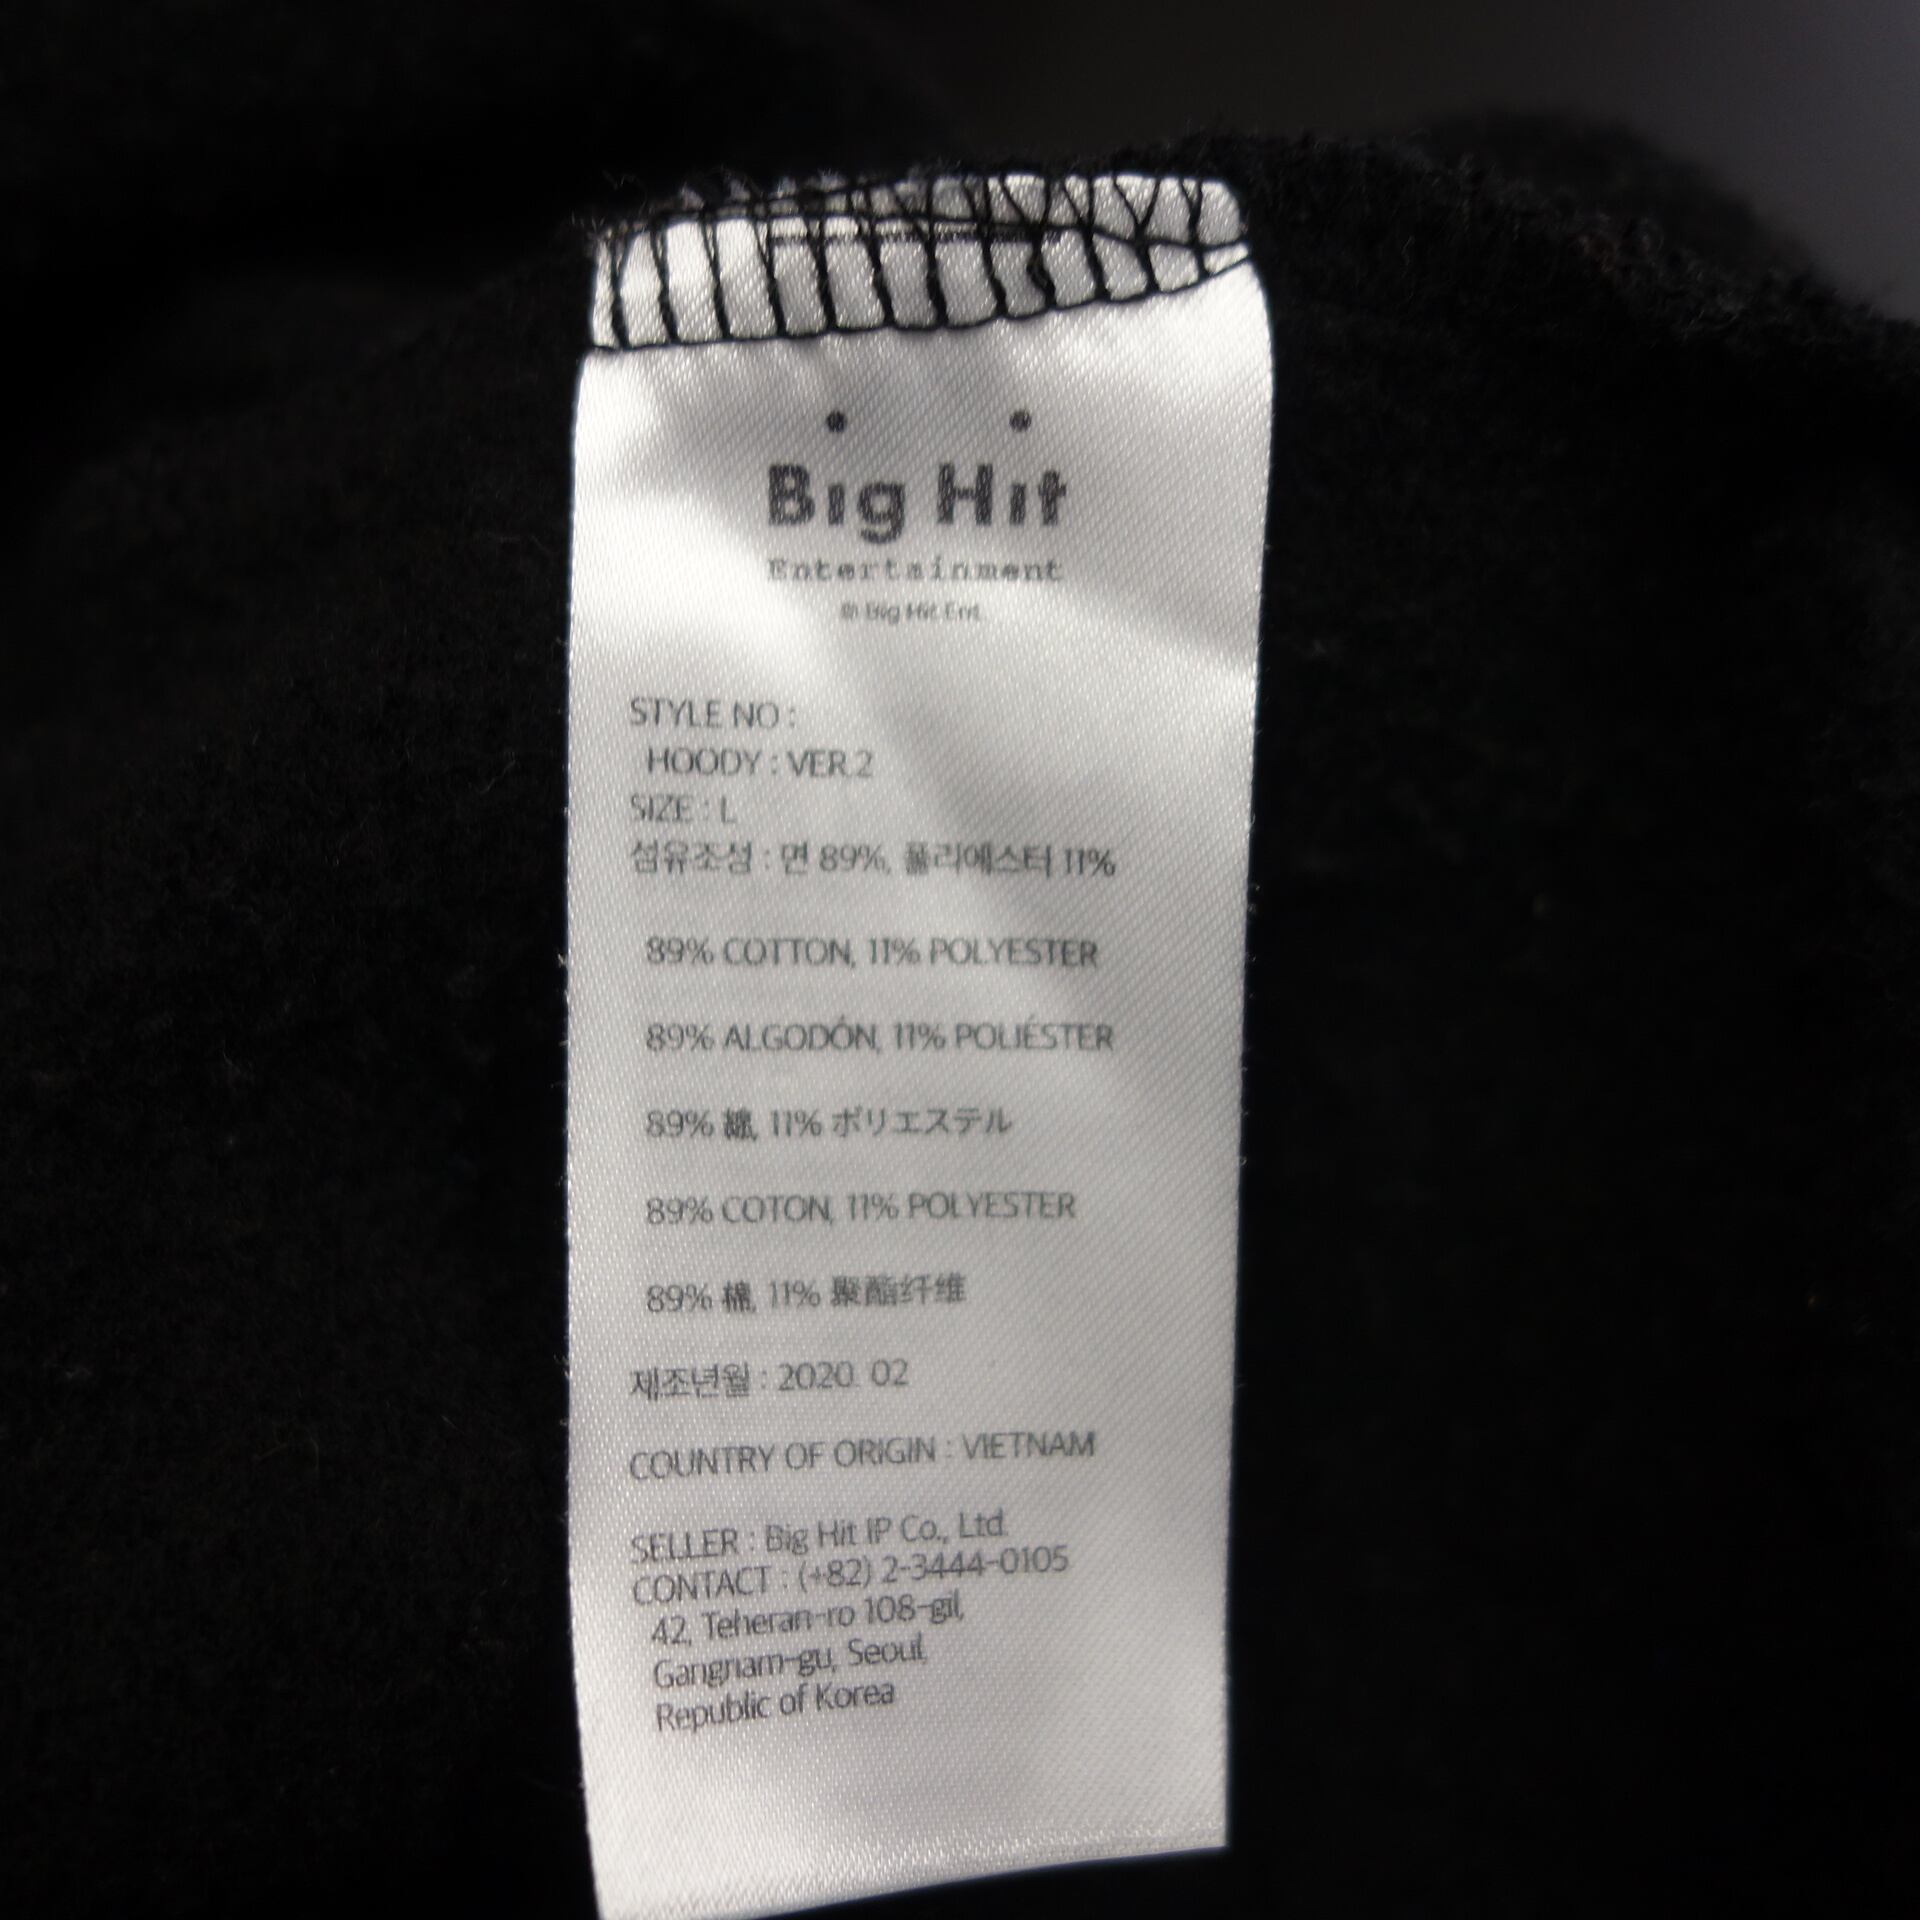 Big Hit
Entertainment
© Big Hit Ent.
STYLE NO :
HOODY : VER.2
SIZE : L
섬유조성 : 면 89%, 폴리에스터 11%
89% COTTON, 11% POLYESTER
89% ALGODÓN, 11% POLIÉSTER
89% 綿, 11% ポリエステル
89% COTON, 11% POLYESTER
89% 棉, 11% 聚酯纤维
제조년월 : 2020. 02
COUNTRY OF ORIGIN : VIETNAM
SELLER : Big Hit IP Co., Ltd.
CONTACT : (+82) 2-3444-0105
42, Teheran-ro 108-gil,
Gangnam-gu, Seoul,
Republic of Korea